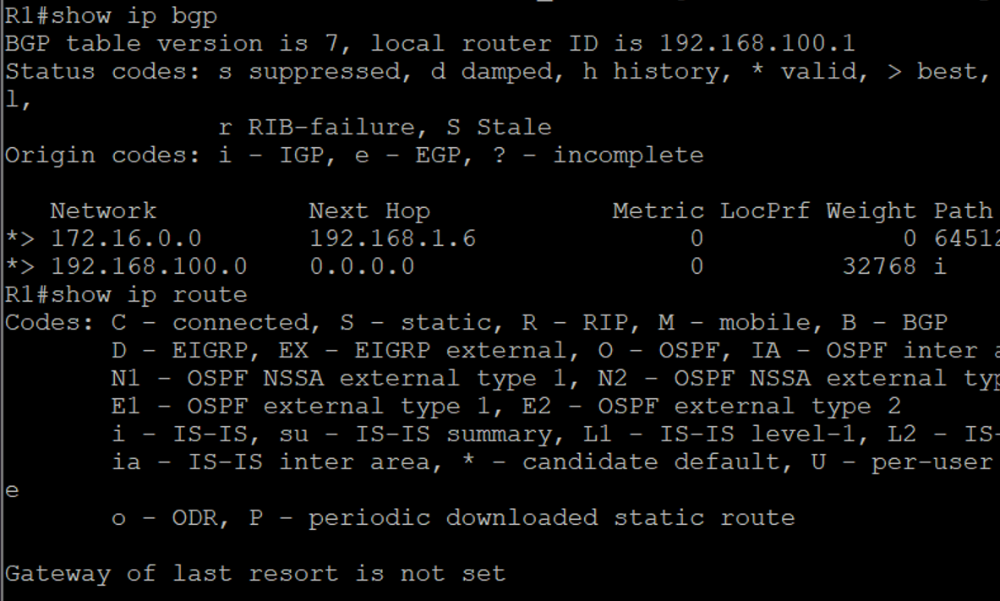 R1#show ip bgp
BGP table version is 7, local router ID is 192.168.100.1
Status codes: s suppressed, d damped, h history, * valid, > best,
l,
              r RIB-failure, S Stale
Origin codes: i - IGP, e - EGP, ? - incomplete

   Network          Next Hop            Metric LocPrf Weight Path
*> 172.16.0.0       192.168.1.6              0             0 64512
*> 192.168.100.0    0.0.0.0                  0         32768 i
R1#show ip route
Codes: C - connected, S - static, R - RIP, M - mobile, B - BGP
       D - EIGRP, EX - EIGRP external, O - OSPF, IA - OSPF inter a
       N1 - OSPF NSSA external type 1, N2 - OSPF NSSA external typ
       E1 - OSPF external type 1, E2 - OSPF external type 2
       i - IS-IS, su - IS-IS summary, L1 - IS-IS level-1, L2 - IS-
       ia - IS-IS inter area, * - candidate default, U - per-user
e
       o - ODR, P - periodic downloaded static route

Gateway of last resort is not set